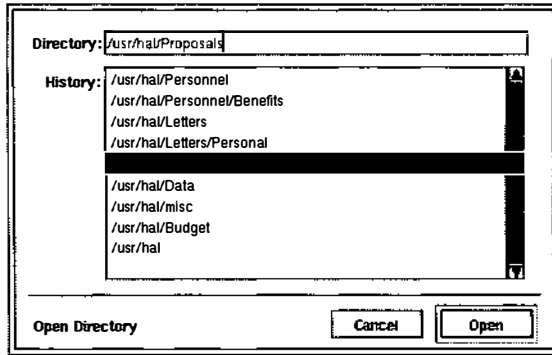 Directory: /usr/hal/Proposals
History: /usr/hal/Personnel
/usr/hal/Personnel/Benefits
/usr/hal/Letters
/usr/hal/Letters/Personal
/usr/hal/Data
/usr/hal/misc
/usr/hal/Budget
/usr/hal
Open Directory Cancel Open